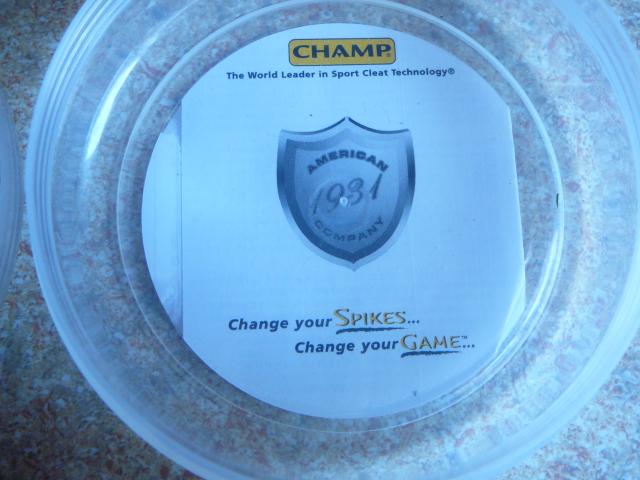 CHAMP®
The World Leader in Sport Cleat Technology®
AMERICAN
1931
COMPANY
Change your SPIKES...
Change your GAME™...